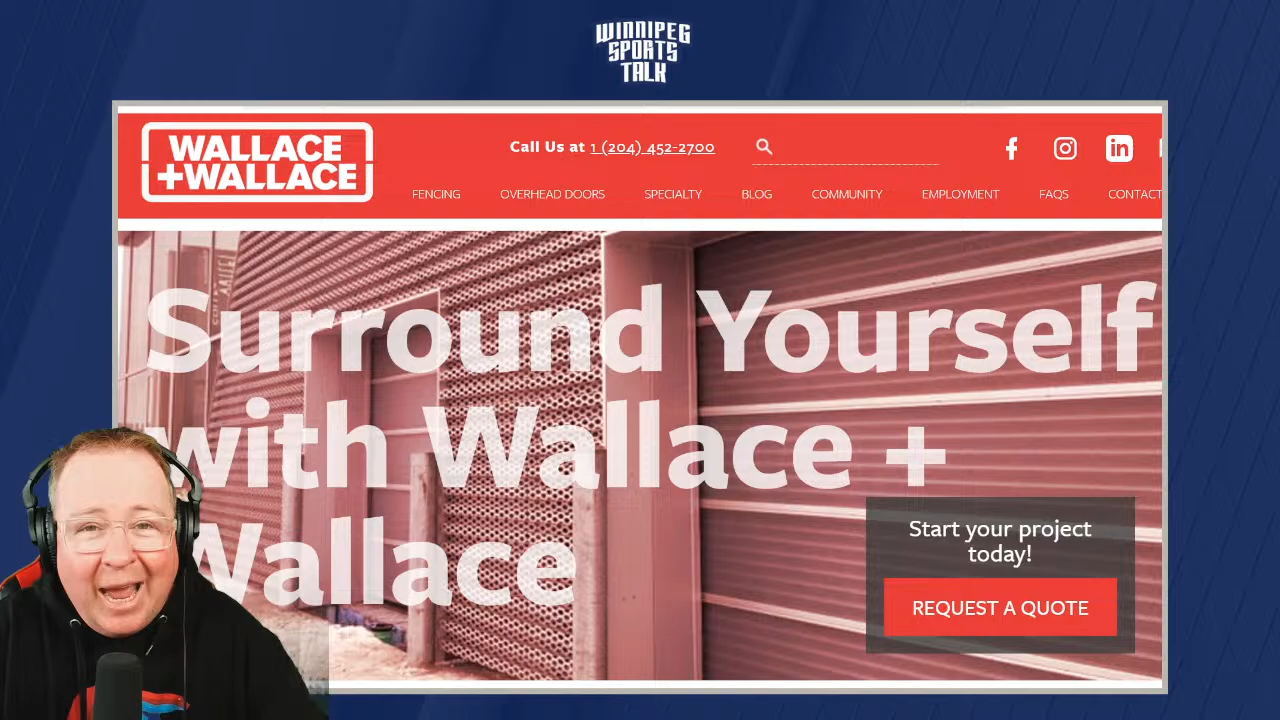 WINNIPEG
SPORTS
TALK
WALLACE
+WALLACE
Call Us at 1 (204) 452-2700
FENCING OVERHEAD DOORS SPECIALTY BLOG COMMUNITY EMPLOYMENT FAQS CONTACT
Surround Yourself
with Wallace +
Wallace
Start your project
today!
REQUEST A QUOTE